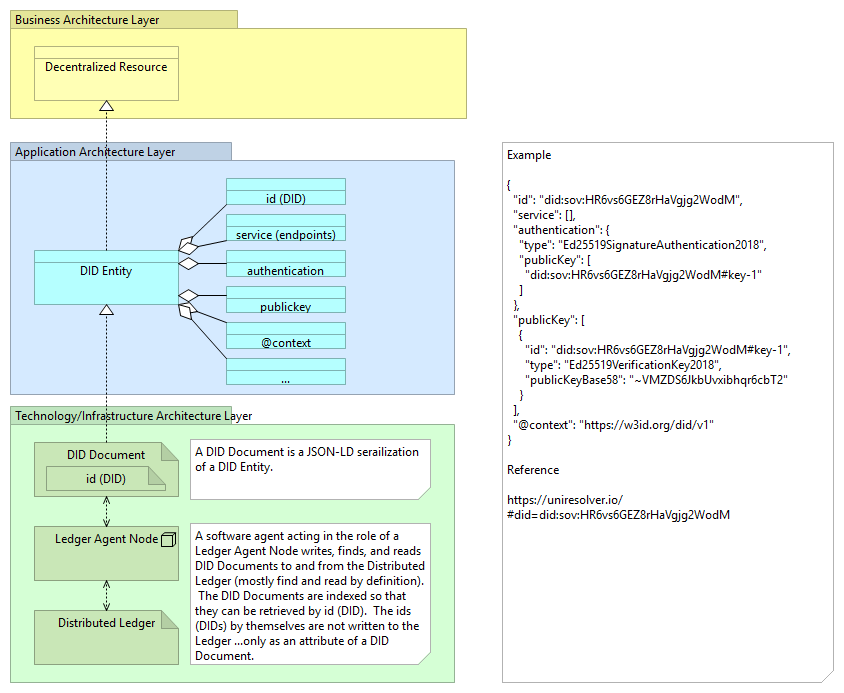 Business Architecture Layer
Decentralized Resource
Application Architecture Layer
id (DID)
service (endpoints)
DID Entity
authentication
publickey
@context
...
Technology/Infrastructure Architecture Layer
DID Document
id (DID)
A DID Document is a JSON-LD serailization
of a DID Entity.
Ledger Agent Node
A software agent acting in the role of a
Ledger Agent Node writes, finds, and reads
DID Documents to and from the Distributed
Ledger (mostly find and read by definition).
The DID Documents are indexed so that
they can be retrieved by id (DID).  The ids
(DIDs) by themselves are not written to the
Ledger ...only as an attribute of a DID
Document.
Distributed Ledger
Example
{
"id": "did:sov:HR6vs6GEZ8rHaVgjg2WodM",
"service": [],
"authentication": {
"type": "Ed25519SignatureAuthentication2018",
"publicKey": [
"did:sov:HR6vs6GEZ8rHaVgjg2WodM#key-1"
]
},
"publicKey": [
{
"id": "did:sov:HR6vs6GEZ8rHaVgjg2WodM#key-1",
"type": "Ed25519VerificationKey2018",
"publicKeyBase58": "~VMZDS6JkbUvxibhqr6cbT2"
}
],
"@context": "https://w3id.org/did/v1"
}
Reference
https://uniresolver.io/
#did=did:sov:HR6vs6GEZ8rHaVgjg2WodM